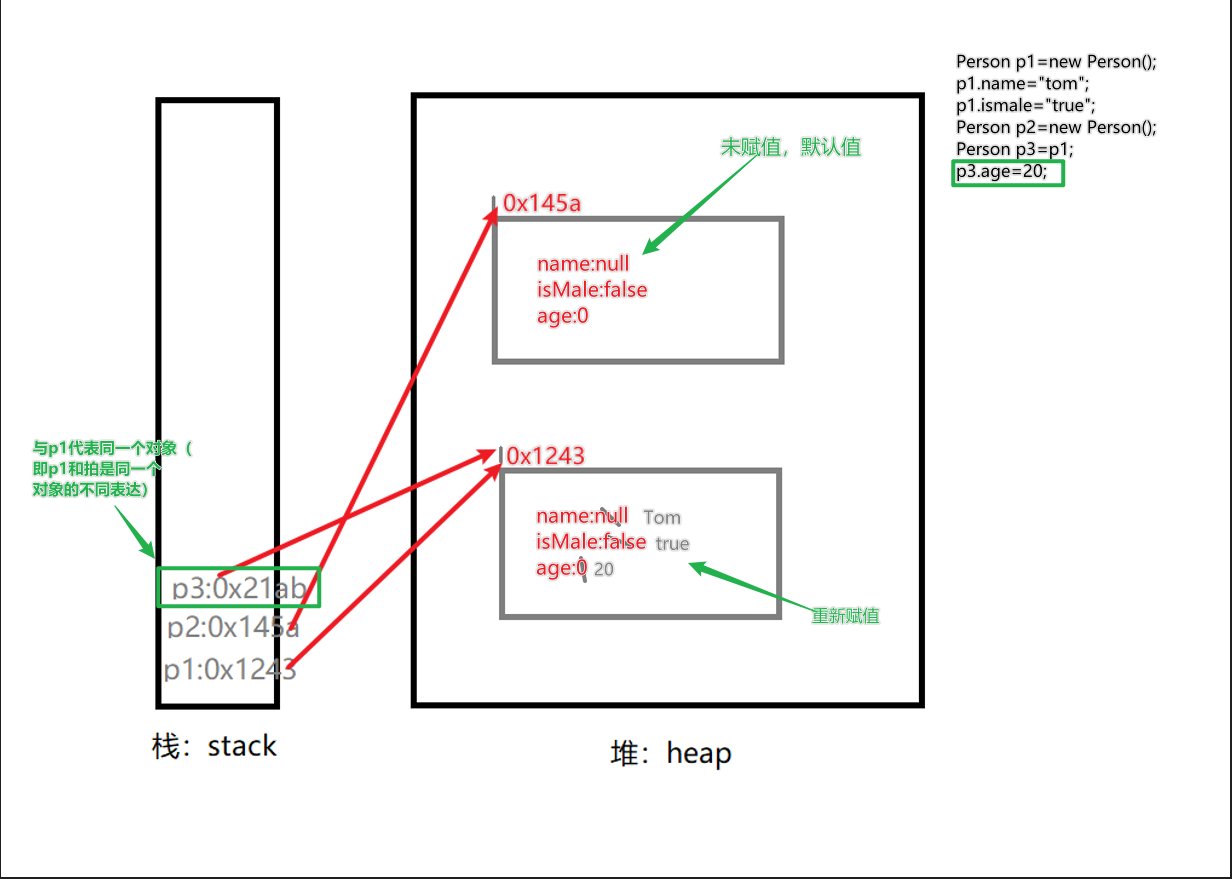 Person p1=new Person();
p1.name="tom";
p1.ismale="true";
Person p2=new Person();
Person p3=p1;
p3.age=20;
未赋值，默认值
0x145a
name:null
isMale:false
age:0
与p1代表同一个对象（
即p1和拍是同一个
对象的不同表达）
0x1243
name:null Tom
isMale:false true
age:0 20
重新赋值
p3:0x21ab
p2:0x145a
p1:0x1243
栈：stack
堆：heap